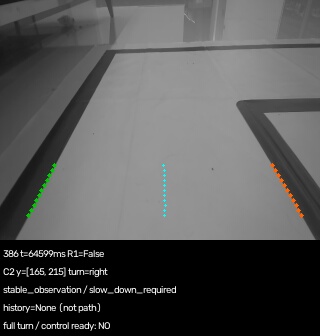 386 t=64599ms R1=False
C2 y=[165, 215] turn=right
stable_observation / slow_down_required
history=None (not path)
full turn / control ready: NO